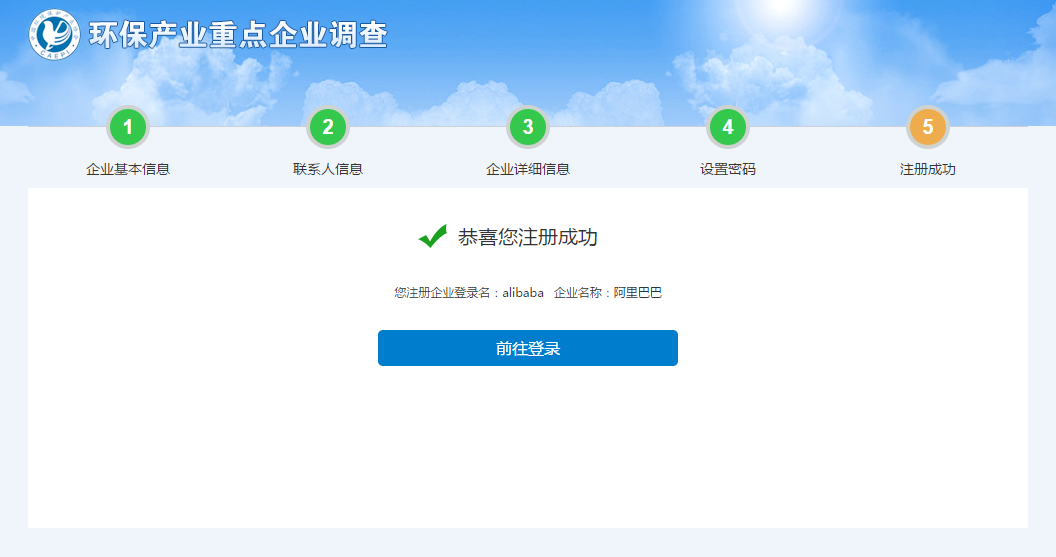 环保产业重点企业调查
CAEPI
1 2 3 4 5
企业基本信息 联系人信息 企业详细信息 设置密码 注册成功
恭喜您注册成功
您注册企业登录名：alibaba 企业名称：阿里巴巴
前往登录